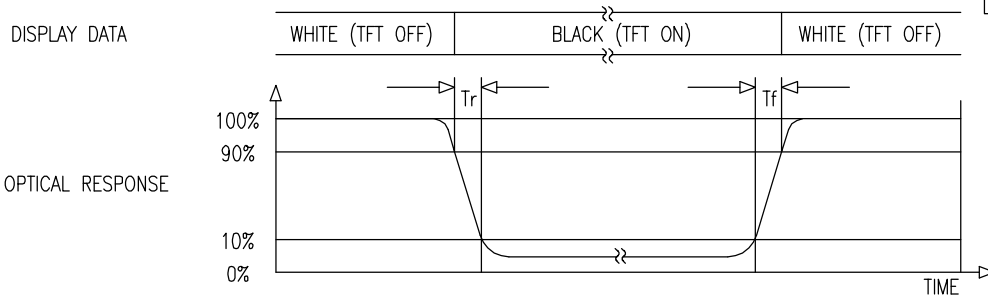 DISPLAY DATA
WHITE (TFT OFF)
BLACK (TFT ON)
WHITE (TFT OFF)
Tr
Tf
100%
90%
OPTICAL RESPONSE
10%
0%
TIME